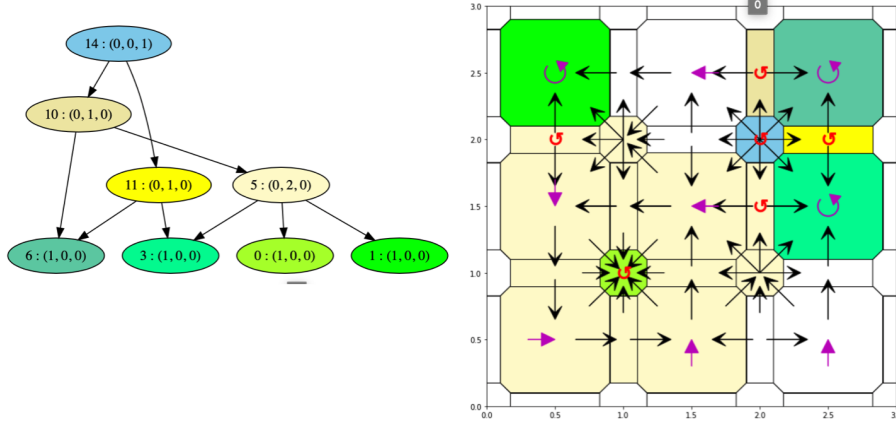 14 : (0, 0, 1)
10 : (0, 1, 0)
11 : (0, 1, 0)
5 : (0, 2, 0)
6 : (1, 0, 0)
3 : (1, 0, 0)
0 : (1, 0, 0)
1 : (1, 0, 0)
0
3.0
2.5
2.0
1.5
1.0
0.5
0.0
0.0
0.5
1.0
1.5
2.0
2.5